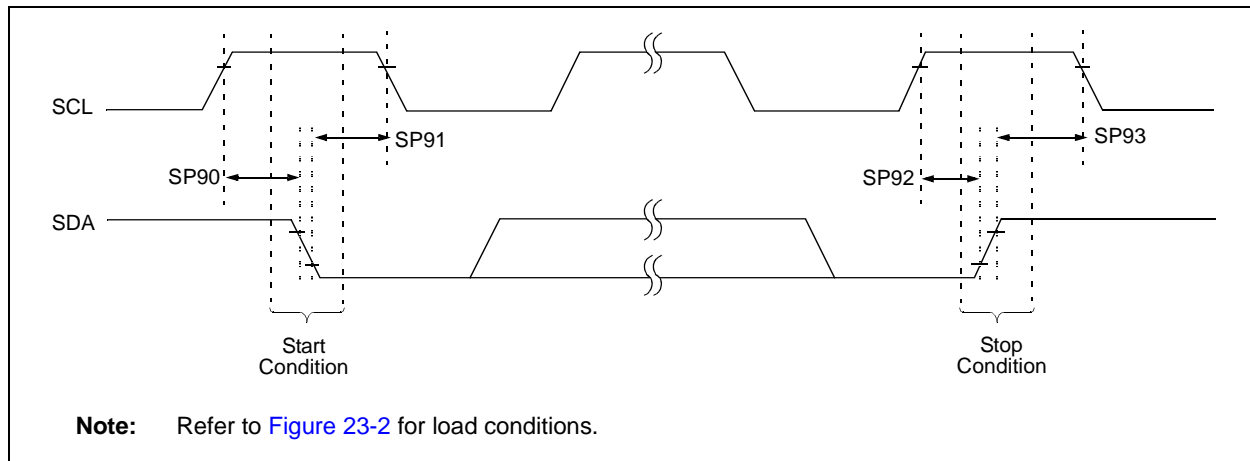 SCL
SP91
SP93
SP90
SP92
SDA
Start
Condition
Stop
Condition
Note: Refer to Figure 23-2 for load conditions.